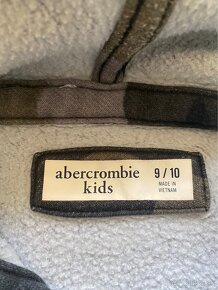 abercrombie
kids
9 / 10
MADE IN
VIETNAM